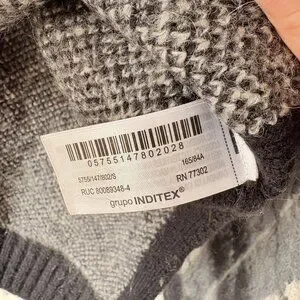 05755147802028
5755/147/802/S 165/84A
RUC 80089348-4 RN 77302
grupo INDITEX®